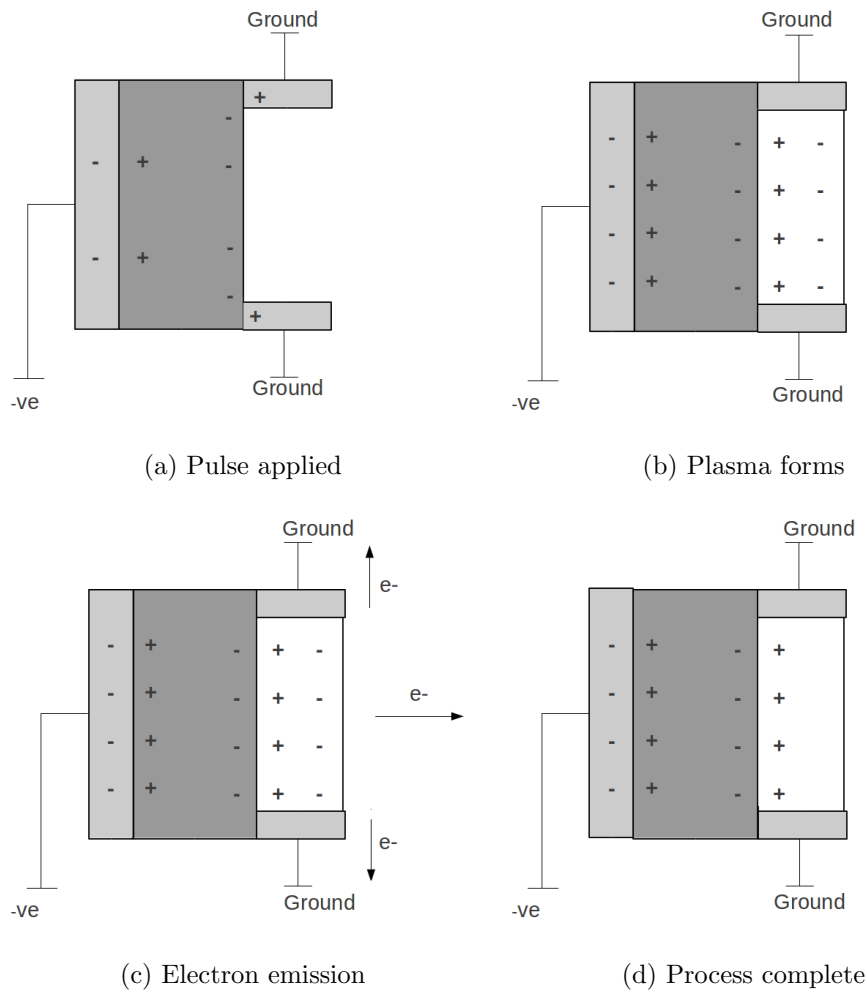 Ground
+
-
- + -
- + -
-
+
Ground
-ve
(a) Pulse applied
Ground
- + - + -
- + - + -
- + - + -
- + - + -
Ground
-ve
(b) Plasma forms
Ground
e-
- + - + -
- + - + -
e-
- + - + -
- + - + -
e-
Ground
-ve
(c) Electron emission
Ground
- + - +
- + - +
- + - +
- + - +
Ground
-ve
(d) Process complete